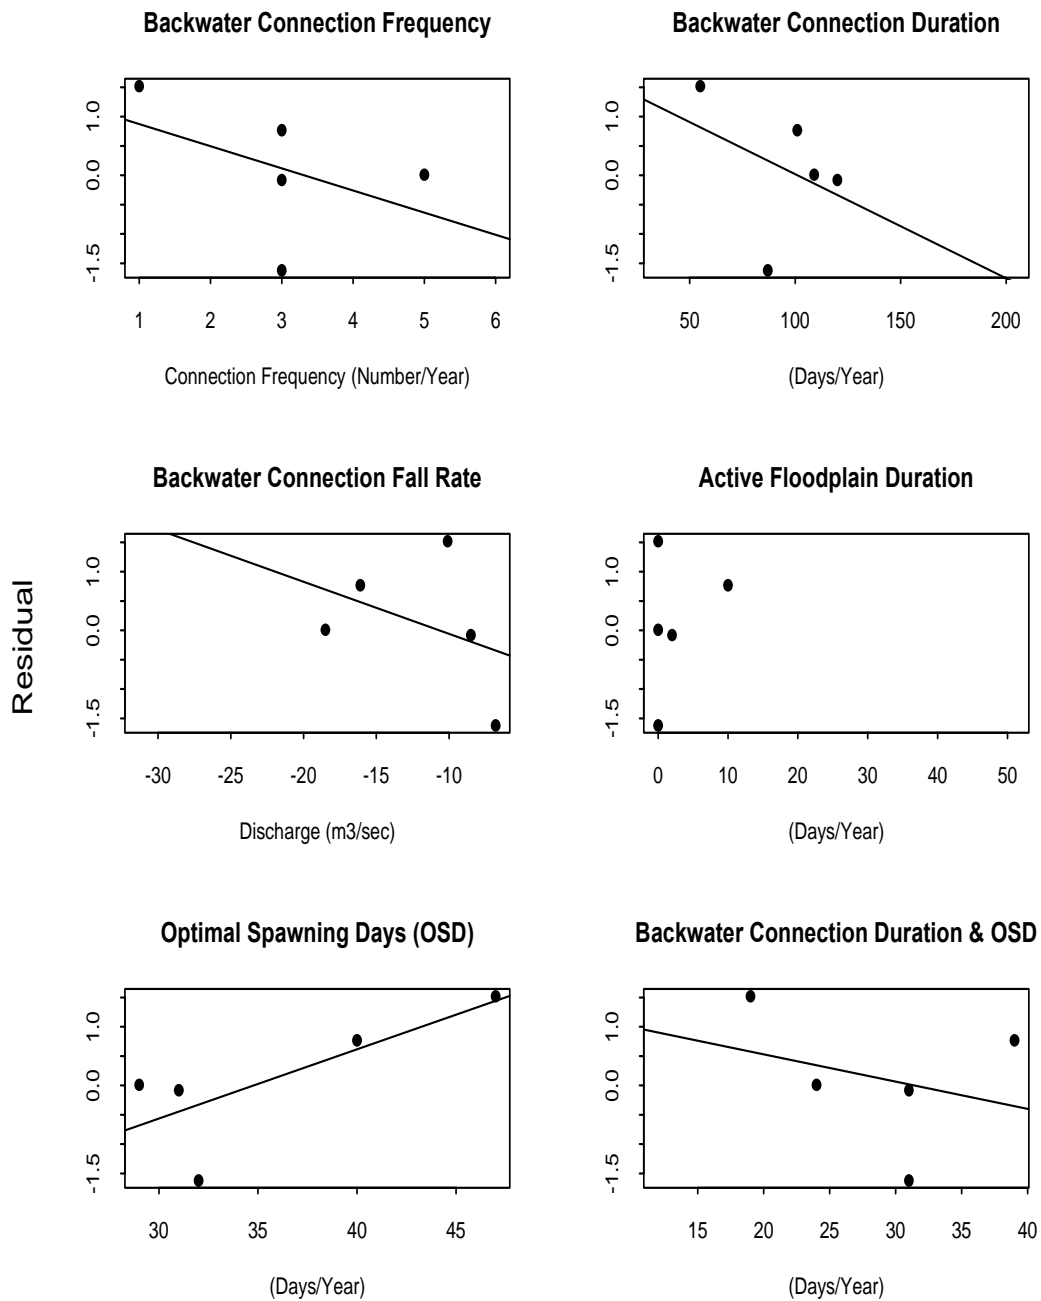 Backwater Connection Frequency
Backwater Connection Duration
1.0
0.0
-1.5
1 2 3 4 5 6
Connection Frequency (Number/Year)
1.0
0.0
-1.5
50 100 150 200
(Days/Year)
Backwater Connection Fall Rate
Active Floodplain Duration
Residual
1.0
0.0
-1.5
-30 -25 -20 -15 -10
Discharge (m3/sec)
1.0
0.0
-1.5
0 10 20 30 40 50
(Days/Year)
Optimal Spawning Days (OSD)
Backwater Connection Duration & OSD
1.0
0.0
-1.5
30 35 40 45
(Days/Year)
1.0
0.0
-1.5
15 20 25 30 35 40
(Days/Year)